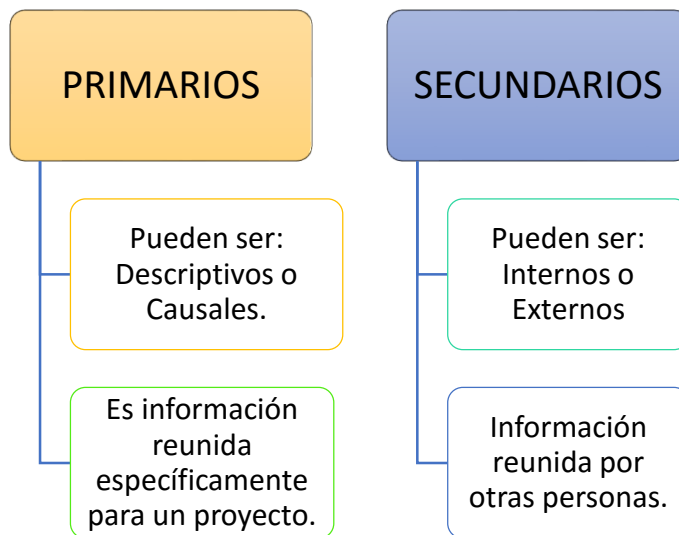 PRIMARIOS
Pueden ser:
Descriptivos o
Causales.
Es información
reunida
específicamente
para un proyecto.
SECUNDARIOS
Pueden ser:
Internos o
Externos
Información
reunida por
otras personas.